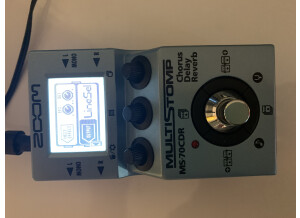 ZOOM
LineSel
MULTISTOMP
MS-70CDR
Chorus
Delay
Reverb